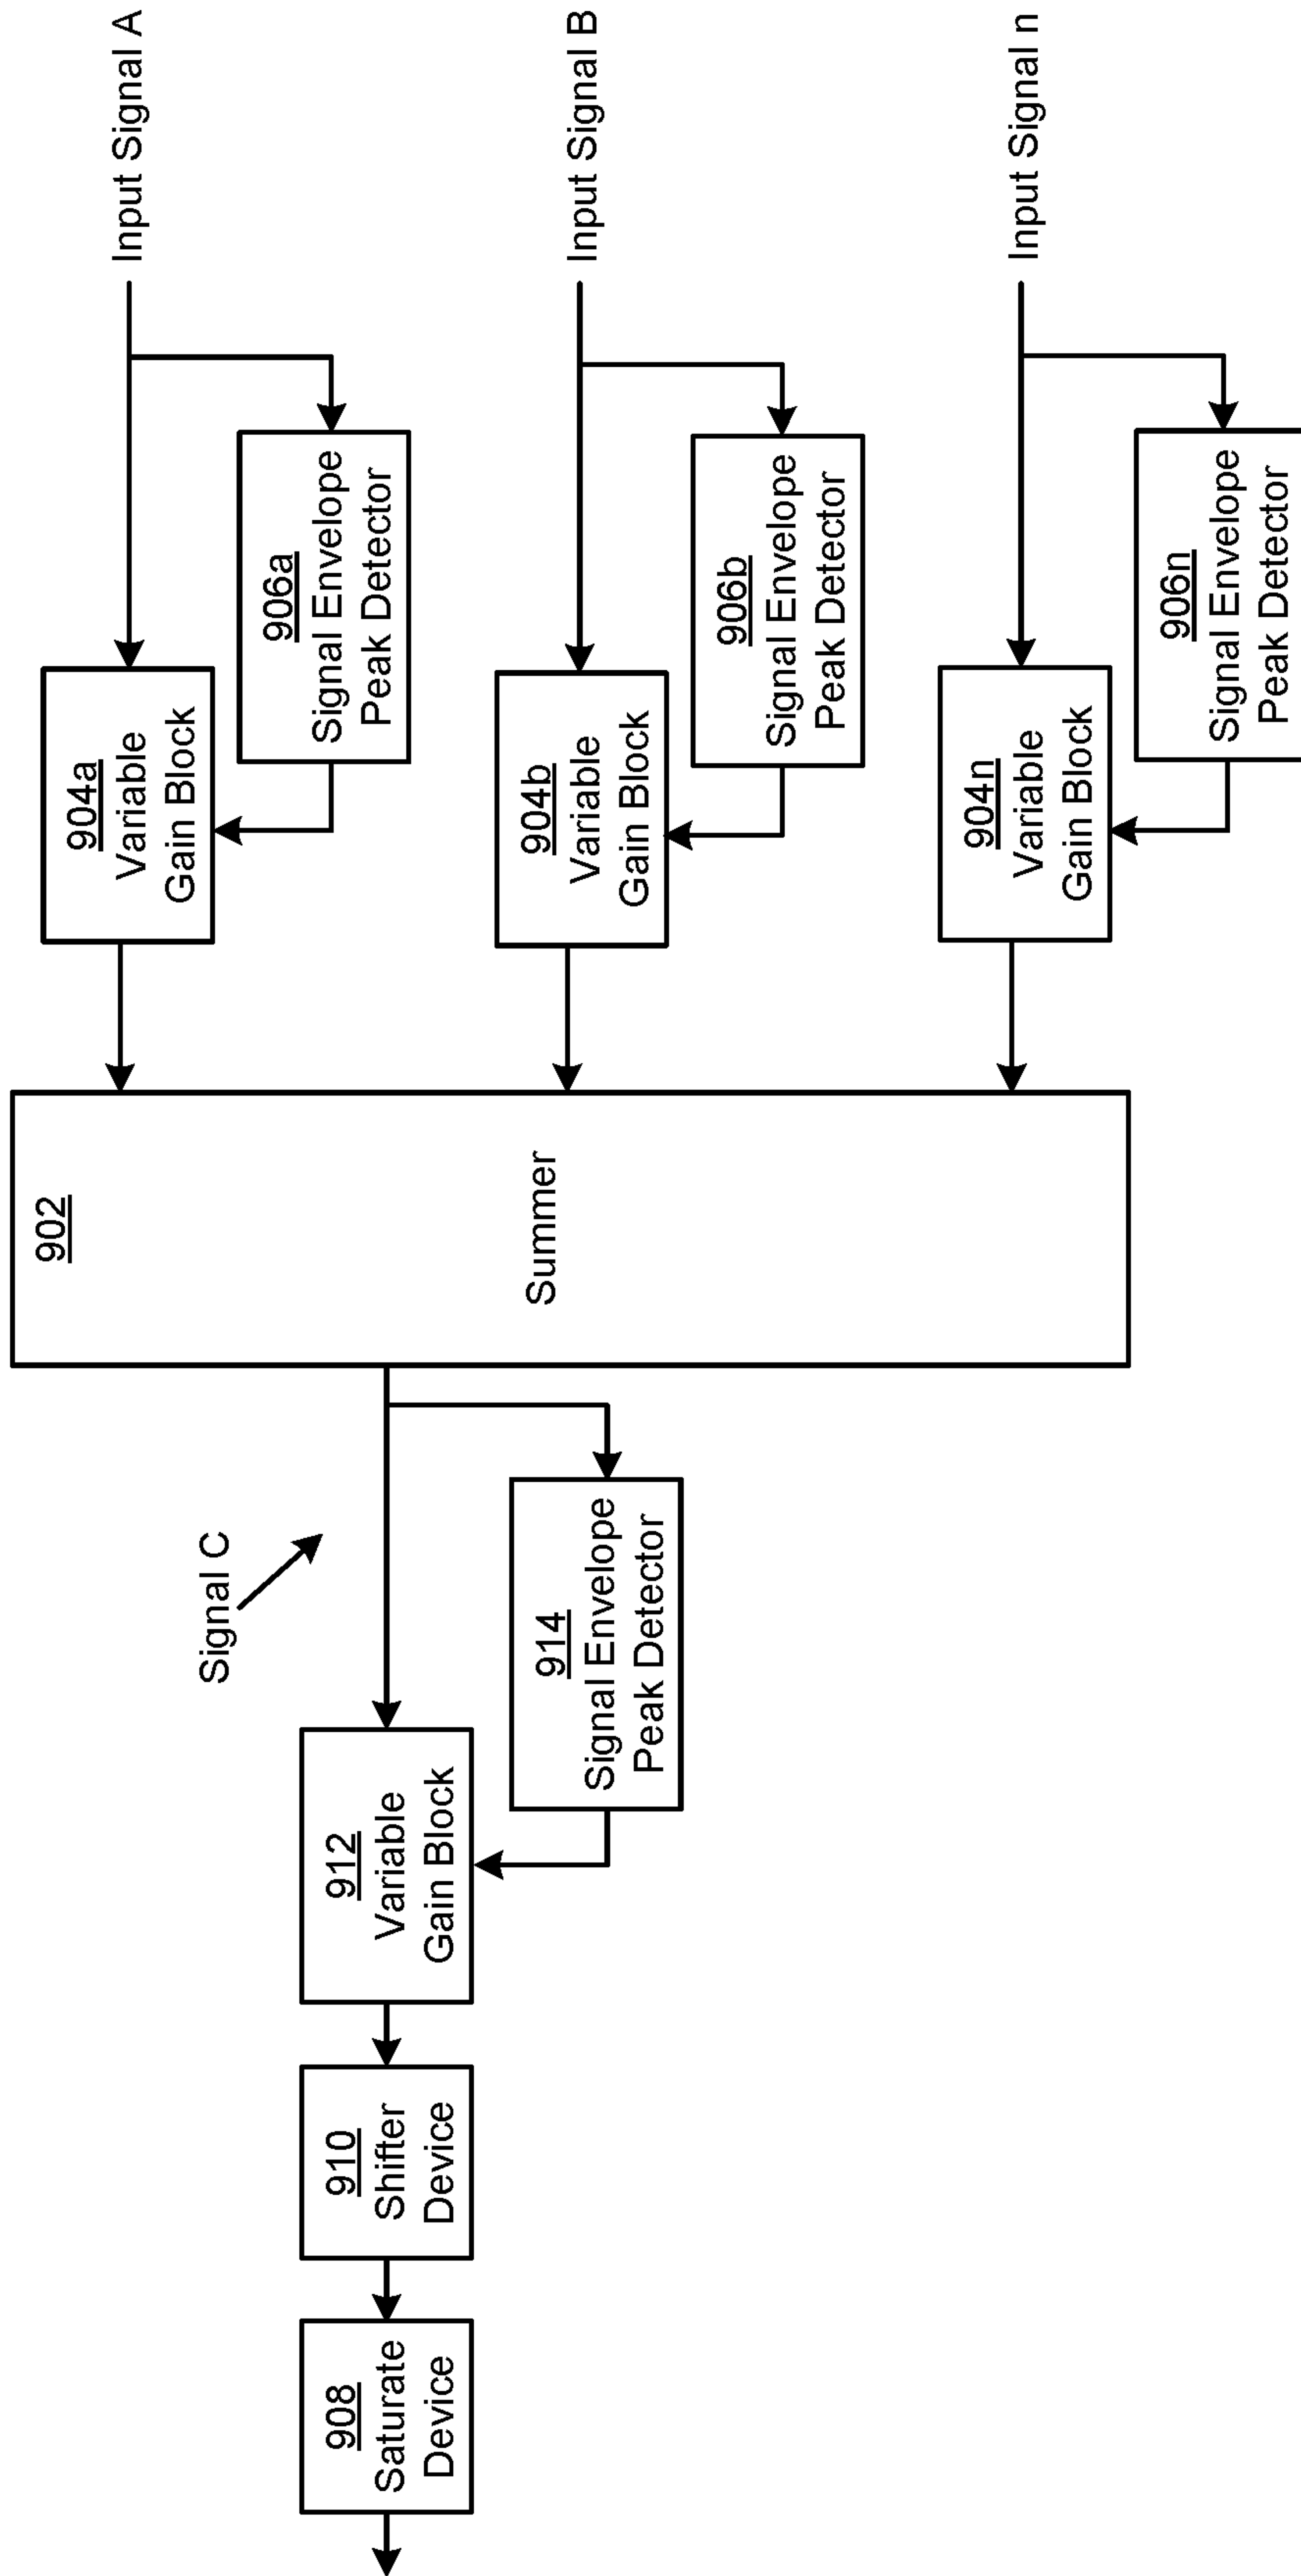 Input Signal A
906a
Signal Envelope
Peak Detector
904a
Variable
Gain Block
Input Signal B
906b
Signal Envelope
Peak Detector
904b
Variable
Gain Block
Input Signal n
906n
Signal Envelope
Peak Detector
904n
Variable
Gain Block
902
Summer
Signal C
914
Signal Envelope
Peak Detector
912
Variable
Gain Block
910
Shifter
Device
908
Saturate
Device